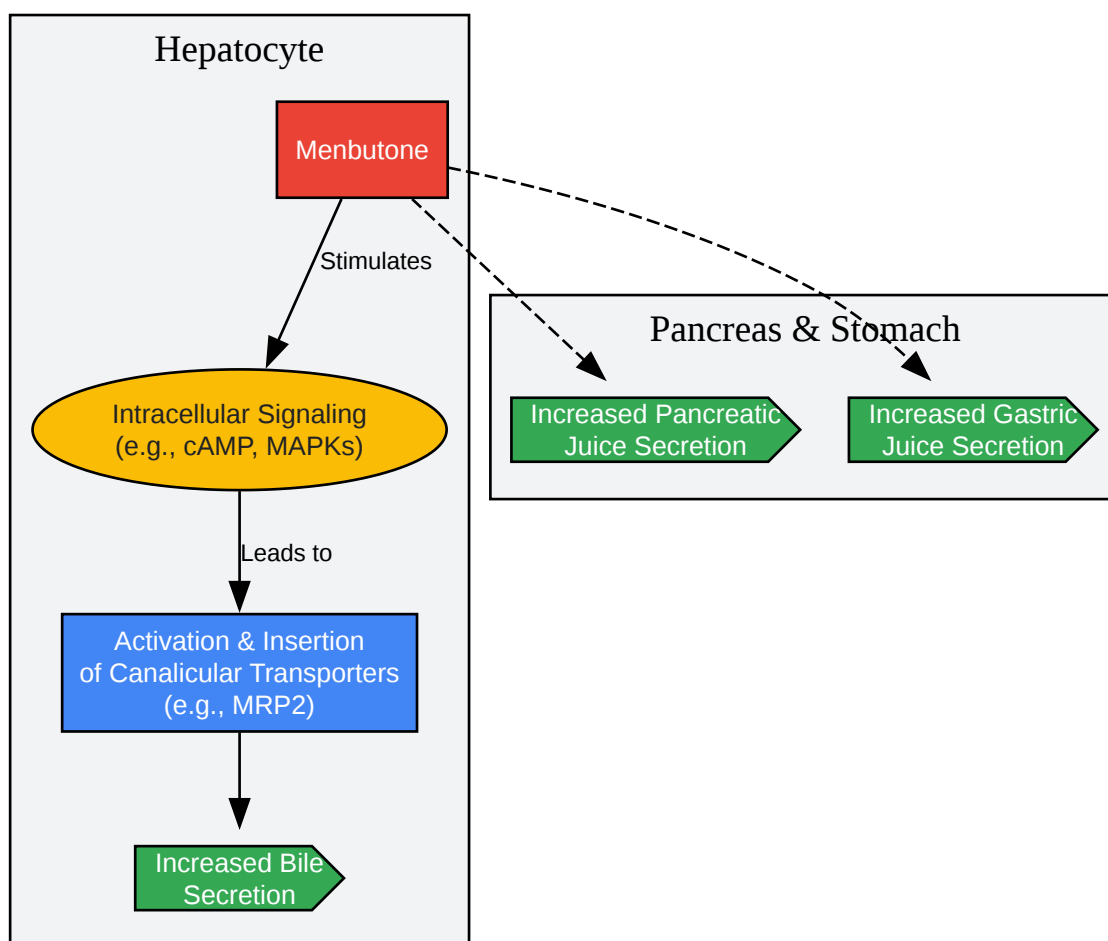 Hepatocyte
Menbutone
Stimulates
Pancreas & Stomach
Increased Pancreatic
Juice Secretion
Increased Gastric
Juice Secretion
Intracellular Signaling
(e.g., cAMP, MAPKs)
Leads to
Activation & Insertion
of Canalicular Transporters
(e.g., MRP2)
Increased Bile
Secretion